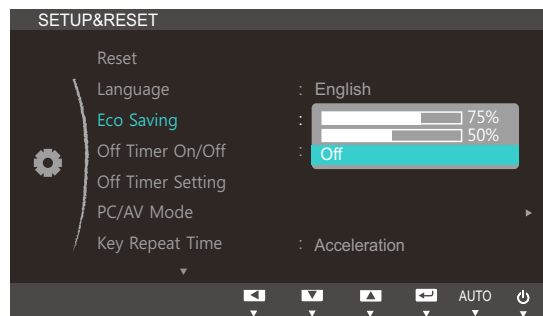 SETUP&RESET
Reset
Language : English
Eco Saving : 75%
50%
Off Timer On/Off : Off
Off Timer Setting
PC/AV Mode
Key Repeat Time : Acceleration
AUTO